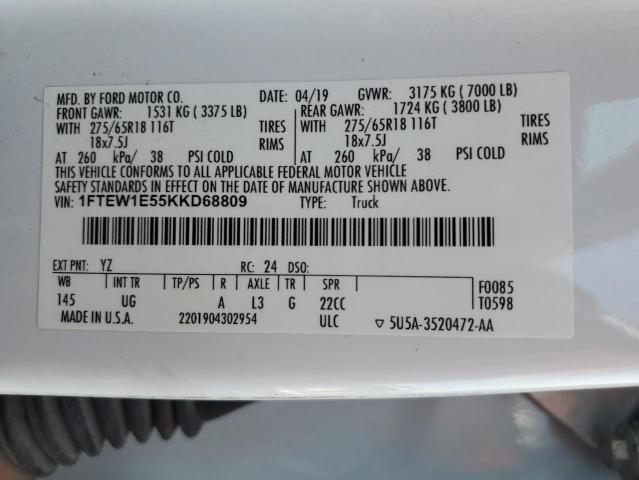 MFD. BY FORD MOTOR CO. DATE: 04/19 GVWR: 3175 KG ( 7000 LB)
FRONT GAWR: 1531 KG ( 3375 LB) REAR GAWR: 1724 KG ( 3800 LB)
WITH 275/65R18 116T TIRES WITH 275/65R18 116T TIRES
18x7.5J RIMS 18x7.5J RIMS
AT 260 kPa/ 38 PSI COLD AT 260 kPa/ 38 PSI COLD
THIS VEHICLE CONFORMS TO ALL APPLICABLE FEDERAL MOTOR VEHICLE
SAFETY STANDARDS IN EFFECT ON THE DATE OF MANUFACTURE SHOWN ABOVE.
VIN: 1FTEW1E55KKD68809 TYPE: Truck
EXT PNT: YZ RC: 24 DSO:
WB INT TR TP/PS R AXLE TR SPR F0085
145 UG A L3 G 22CC T0598
MADE IN U.S.A. 2201904302954 ULC ▽ 5U5A-3520472-AA